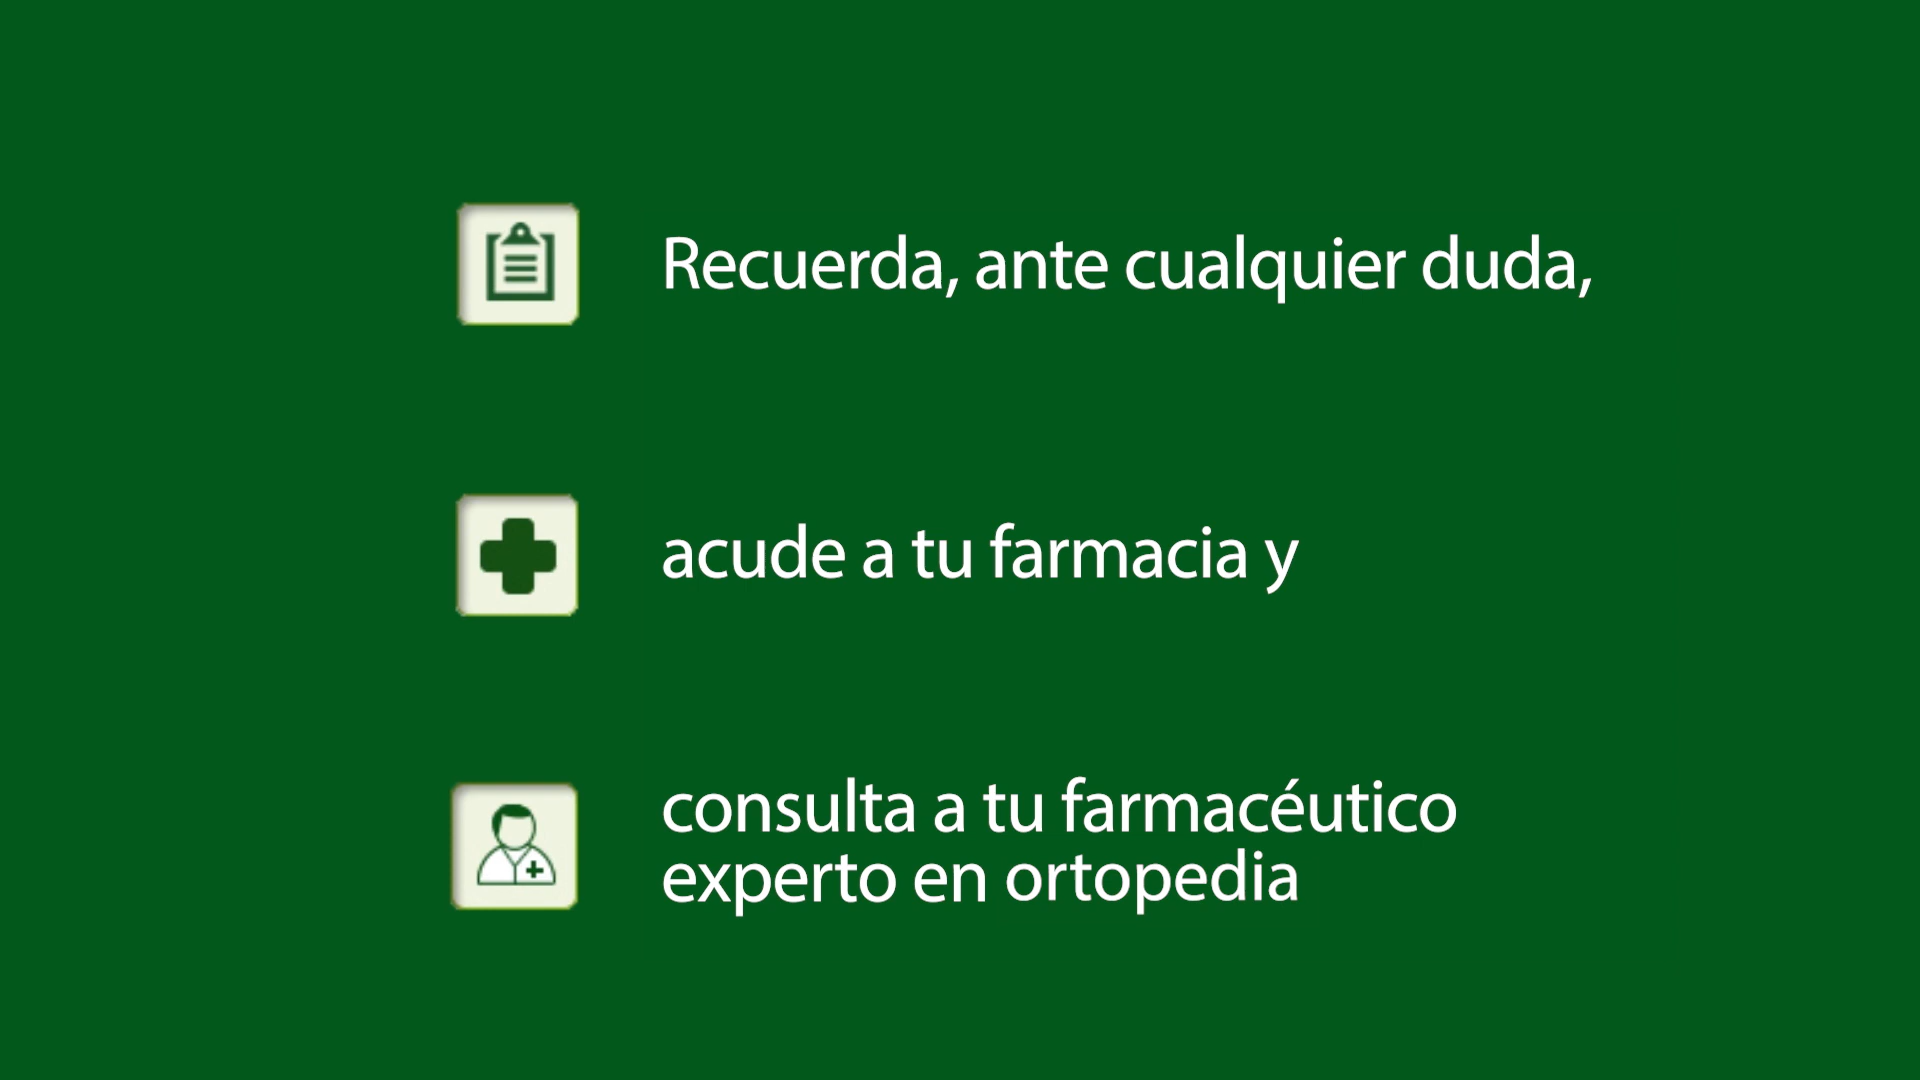 Recuerda, ante cualquier duda,
acude a tu farmacia y
consulta a tu farmacéutico
experto en ortopedia